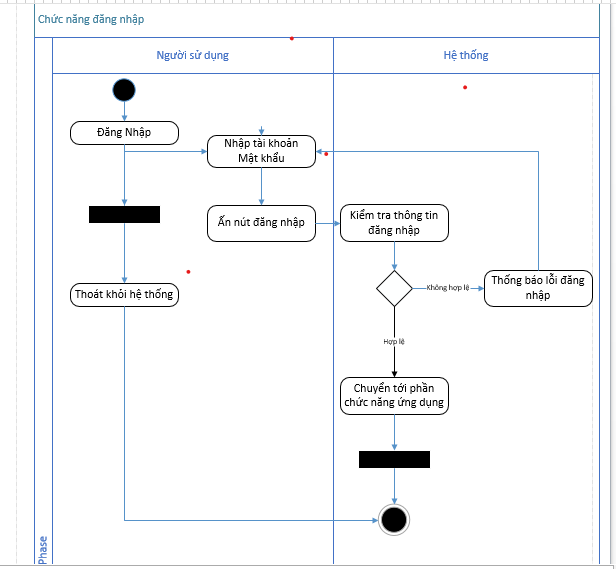 Chức năng đăng nhập
Người sử dụng
Hệ thống
Đăng Nhập
Nhập tài khoản
Mật khẩu
Ấn nút đăng nhập
Kiểm tra thông tin
đăng nhập
Thoát khỏi hệ thống
Không hợp lệ
Thống báo lỗi đăng
nhập
Hợp lệ
Chuyển tới phần
chức năng ứng dụng
Phase